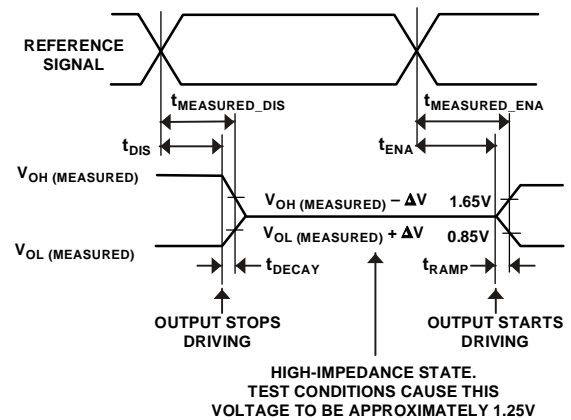 REFERENCE
SIGNAL
tMEASURED_DIS
tMEASURED_ENA
tDIS
tENA
VOH (MEASURED)
VOH (MEASURED) – ΔV
1.65V
VOL (MEASURED) + ΔV
0.85V
VOL (MEASURED)
tDECAY
tRAMP
OUTPUT STOPS
DRIVING
OUTPUT STARTS
DRIVING
HIGH-IMPEDANCE STATE.
TEST CONDITIONS CAUSE THIS
VOLTAGE TO BE APPROXIMATELY 1.25V